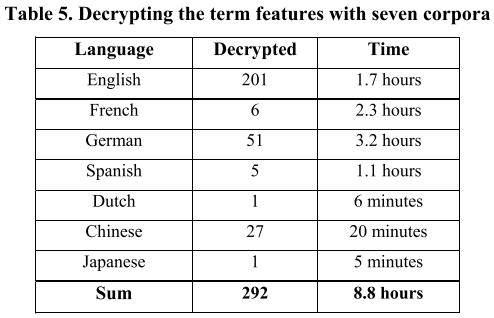 Table 5. Decrypting the term features with seven corpora
Language Decrypted Time
English 201 1.7 hours
French 6 2.3 hours
German 51 3.2 hours
Spanish 5 1.1 hours
Dutch 1 6 minutes
Chinese 27 20 minutes
Japanese 1 5 minutes
Sum 292 8.8 hours